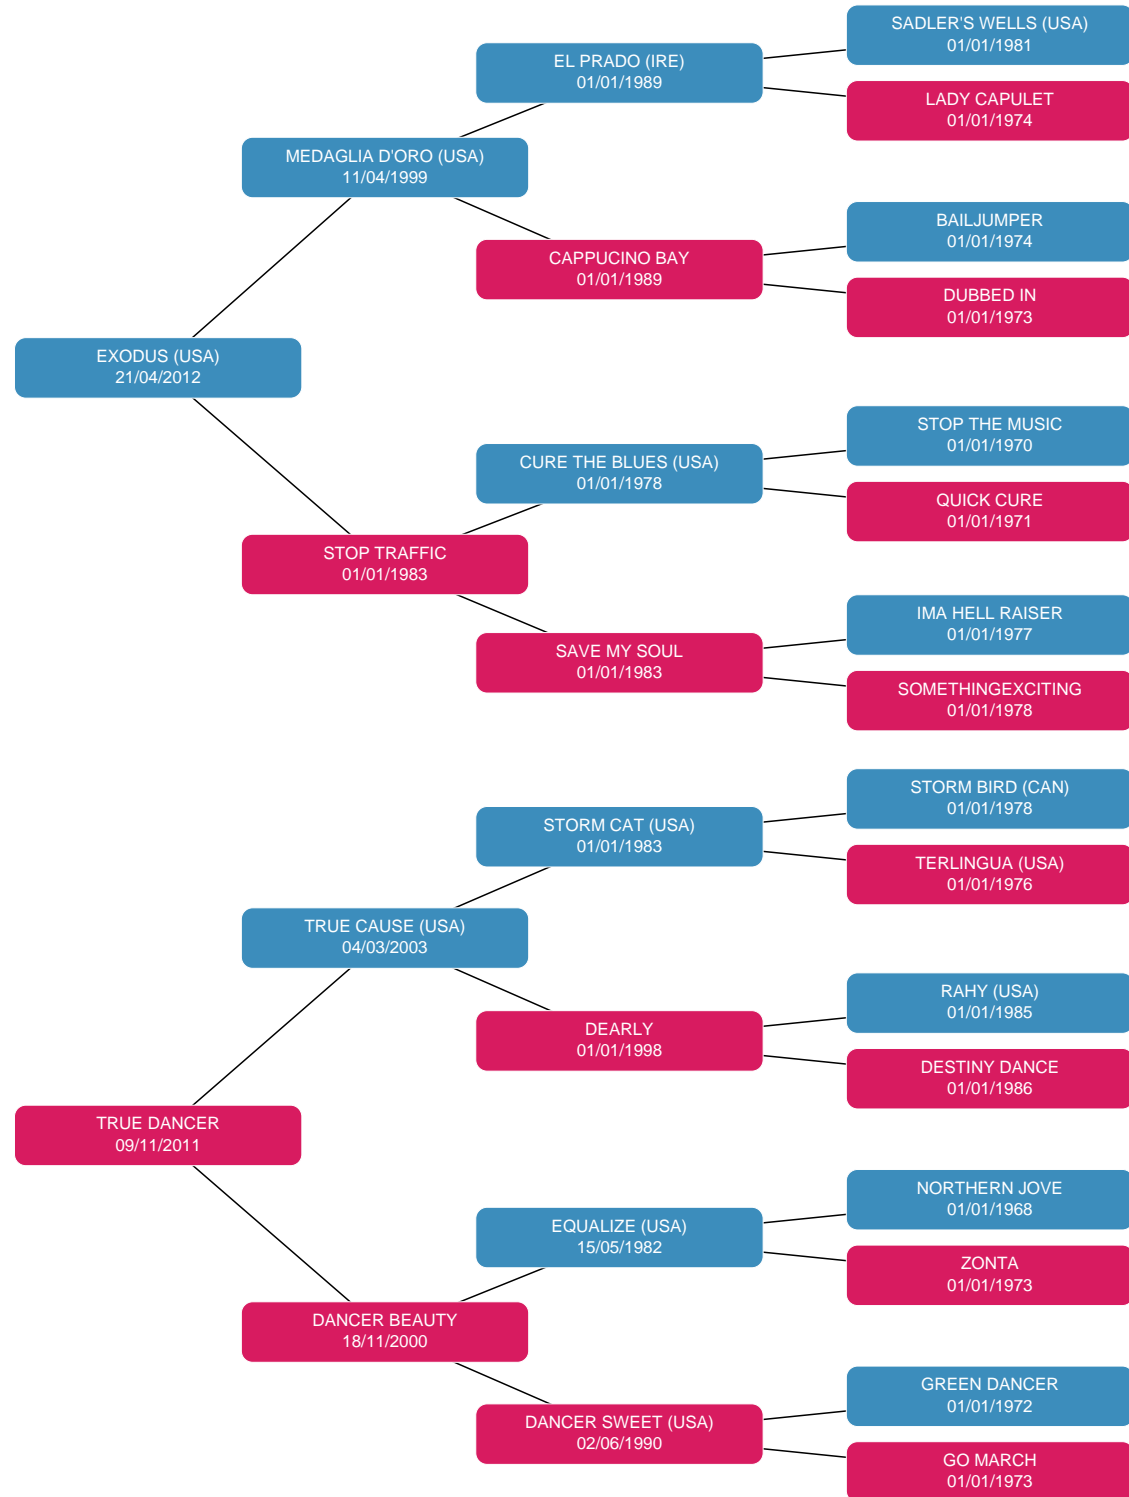 SADLER'S WELLS (USA)
01/01/1981
EL PRADO (IRE)
01/01/1989
LADY CAPULET
01/01/1974
MEDAGLIA D'ORO (USA)
11/04/1999
BAILJUMPER
01/01/1974
CAPPUCINO BAY
01/01/1989
DUBBED IN
01/01/1973
EXODUS (USA)
21/04/2012
STOP THE MUSIC
01/01/1970
CURE THE BLUES (USA)
01/01/1978
QUICK CURE
01/01/1971
STOP TRAFFIC
01/01/1983
IMA HELL RAISER
01/01/1977
SAVE MY SOUL
01/01/1983
SOMETHINGEXCITING
01/01/1978
STORM BIRD (CAN)
01/01/1978
STORM CAT (USA)
01/01/1983
TERLINGUA (USA)
01/01/1976
TRUE CAUSE (USA)
04/03/2003
RAHY (USA)
01/01/1985
DEARLY
01/01/1998
DESTINY DANCE
01/01/1986
TRUE DANCER
09/11/2011
NORTHERN JOVE
01/01/1968
EQUALIZE (USA)
15/05/1982
ZONTA
01/01/1973
DANCER BEAUTY
18/11/2000
GREEN DANCER
01/01/1972
DANCER SWEET (USA)
02/06/1990
GO MARCH
01/01/1973